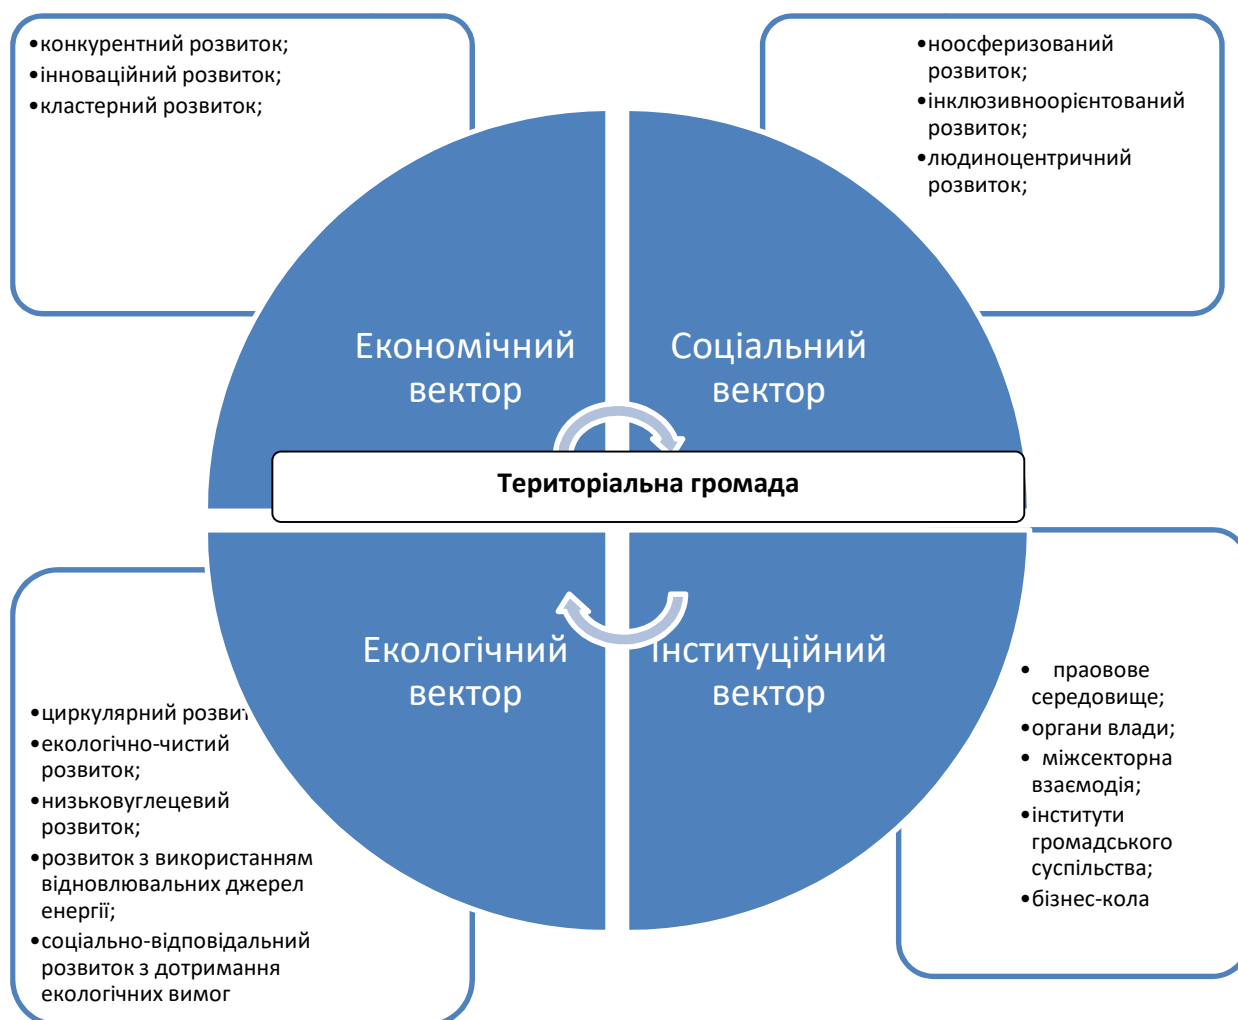 •конкурентний розвиток;
•інноваційний розвиток;
•кластерний розвиток;
•ноосферизований
розвиток;
•інклюзивноорієнтований
розвиток;
•людиноцентричний
розвиток;
Економічний
вектор
Соціальний
вектор
Територіальна громада
Екологічний
вектор
Інституційний
вектор
•циркулярний розвит
•екологічно-чистий
розвиток;
•низьковуглецевий
розвиток;
•розвиток з використанням
відновлювальних джерел
енергії;
•соціально-відповідальний
розвиток з дотримання
екологічних вимог
• праовове
середовище;
•органи влади;
• міжсекторна
взаємодія;
•інститути
громадського
суспільства;
•бізнес-кола